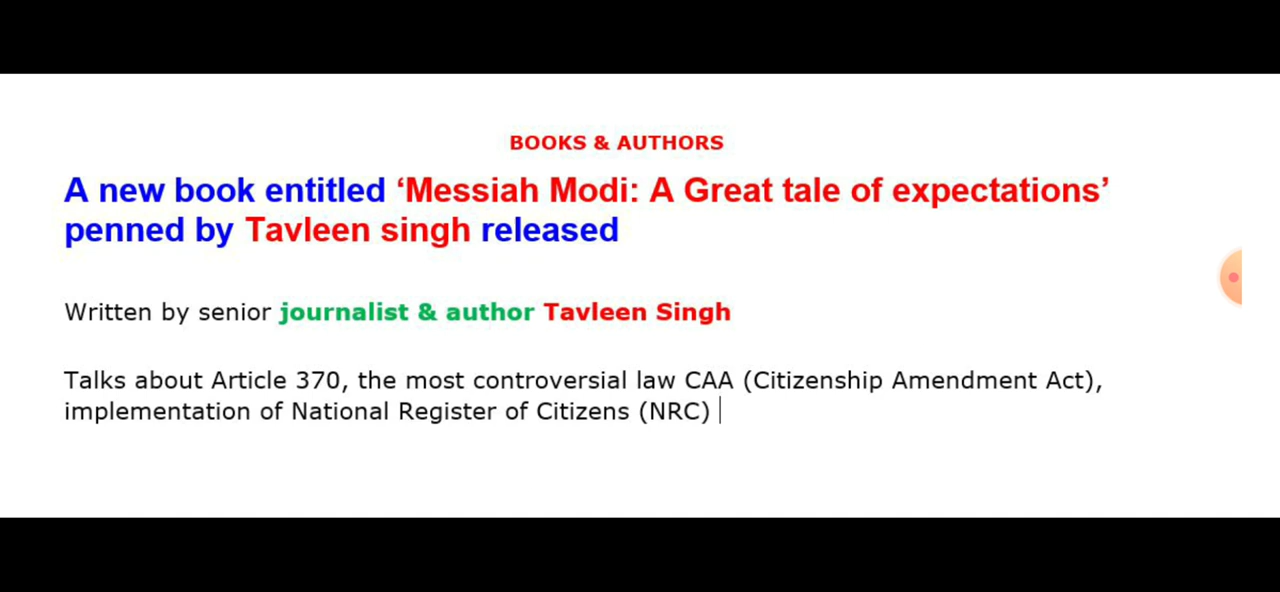 BOOKS & AUTHORS
A new book entitled ‘Messiah Modi: A Great tale of expectations’
penned by Tavleen singh released
Written by senior journalist & author Tavleen Singh
Talks about Article 370, the most controversial law CAA (Citizenship Amendment Act),
implementation of National Register of Citizens (NRC)